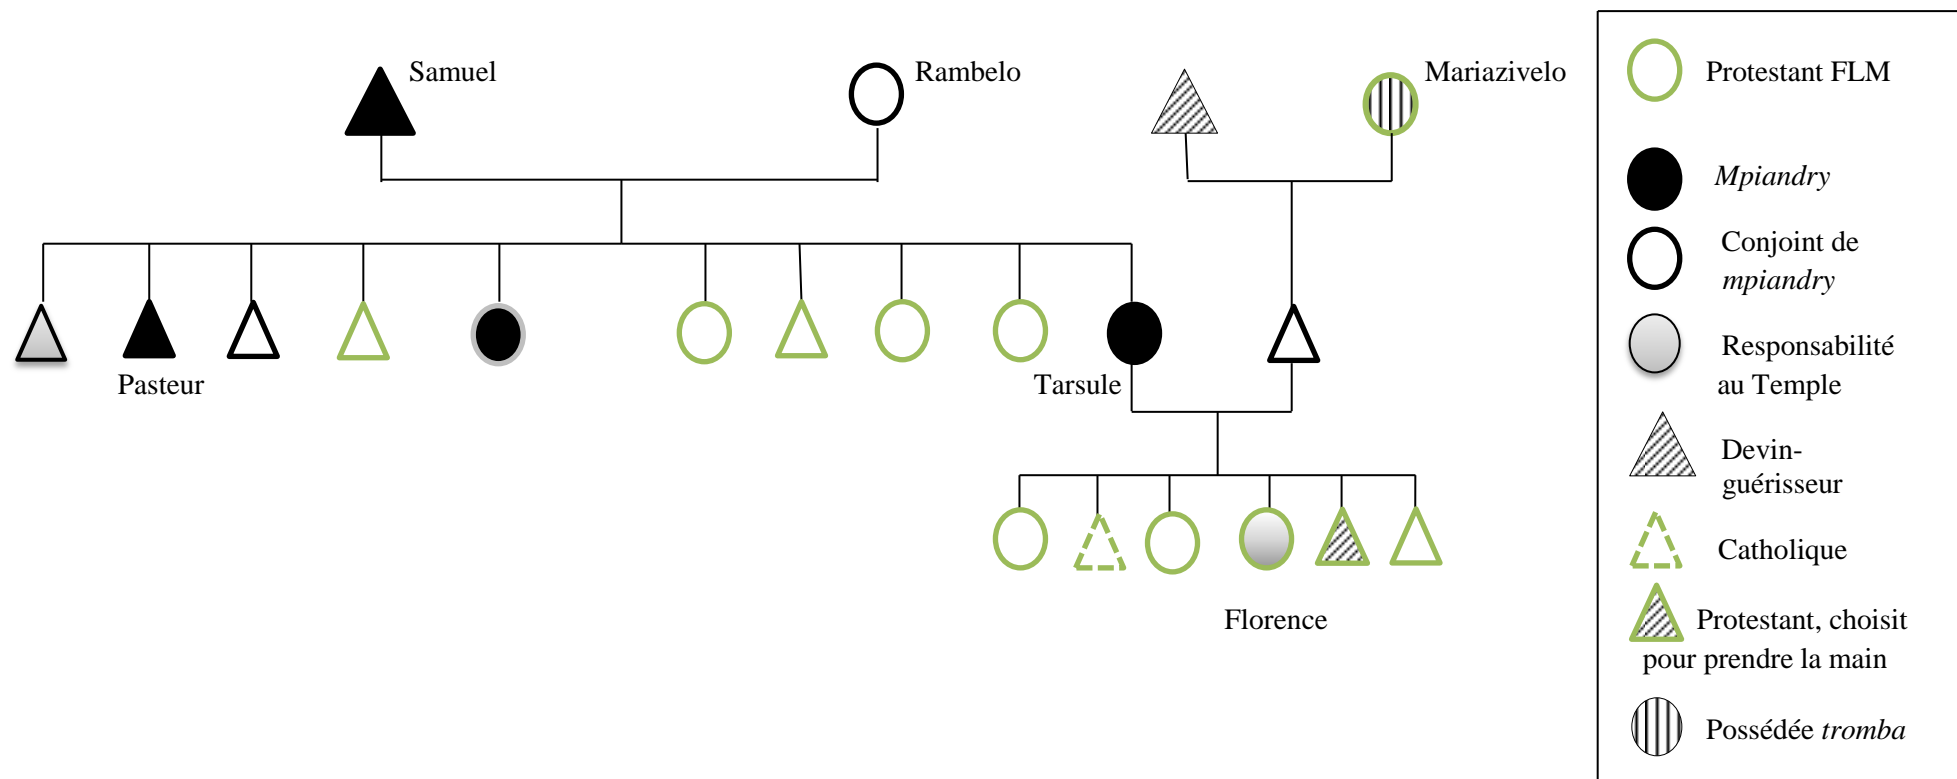 Samuel
Rambelo
Mariazivelo
Pasteur
Tarsule
Florence
Protestant FLM
Mpiandry
Conjoint de
mpiandry
Responsabilité
au Temple
Devin-
guérisseur
Catholique
Protestant, choisit
pour prendre la main
Possédée tromba